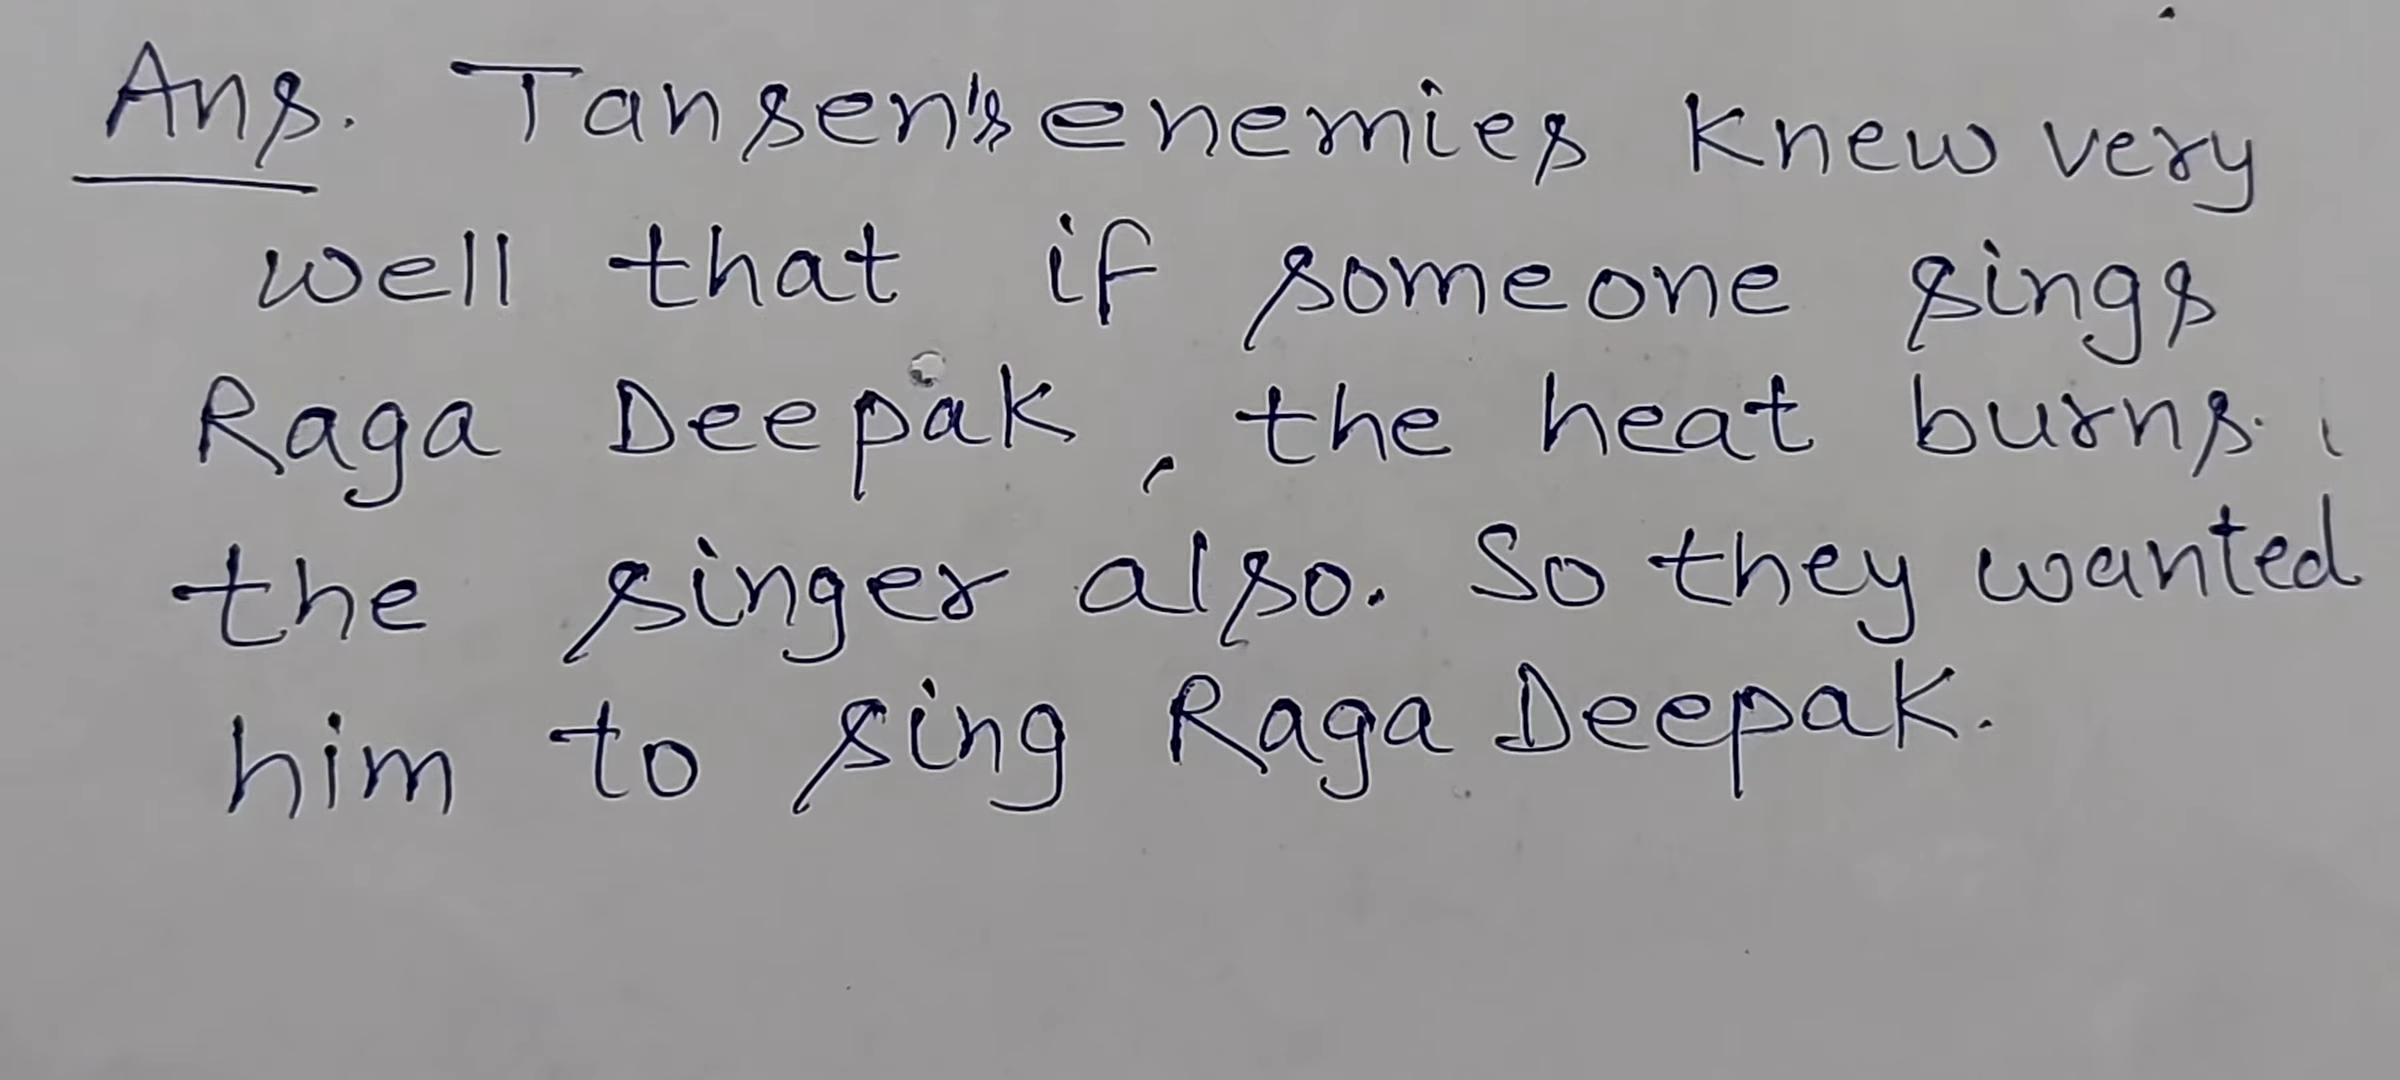 Ans. Tansen's enemies knew very
well that if someone sings
Raga Deepak, the heat burns.
the singer also. So they wanted
him to sing Raga Deepak.